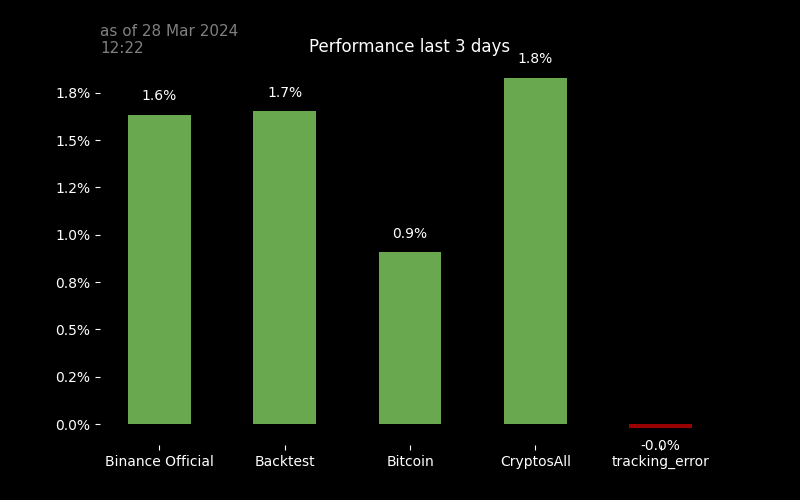 as of 28 Mar 2024
12:22
Performance last 3 days
1.8%
1.5%
1.2%
1.0%
0.8%
0.5%
0.2%
0.0%
1.6%
1.7%
0.9%
1.8%
-0.0%
Binance Official
Backtest
Bitcoin
CryptosAll
tracking_error